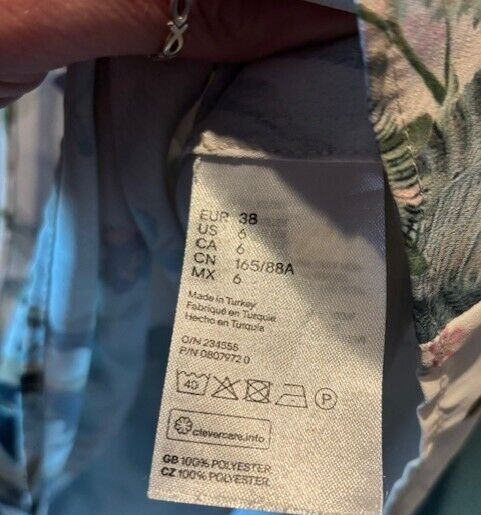 EUR 38
US 6
CA 6
CN 165/88A
MX 6
Made in Turkey
Fabriqué en Turquie
Hecho en Turquía
O/N 234558
P/N 0807972 0
40
P
clevercare.info
GB 100% POLYESTER
CZ 100% POLYESTER